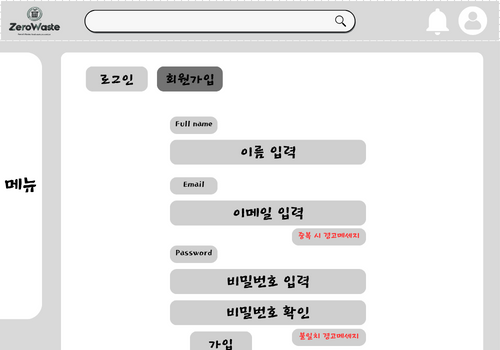 ZeroWaste
로그인
회원가입
메뉴
Full name
이름 입력
Email
이메일 입력
중복 시 경고메세지
Password
비밀번호 입력
비밀번호 확인
불일치 경고메세지
가입